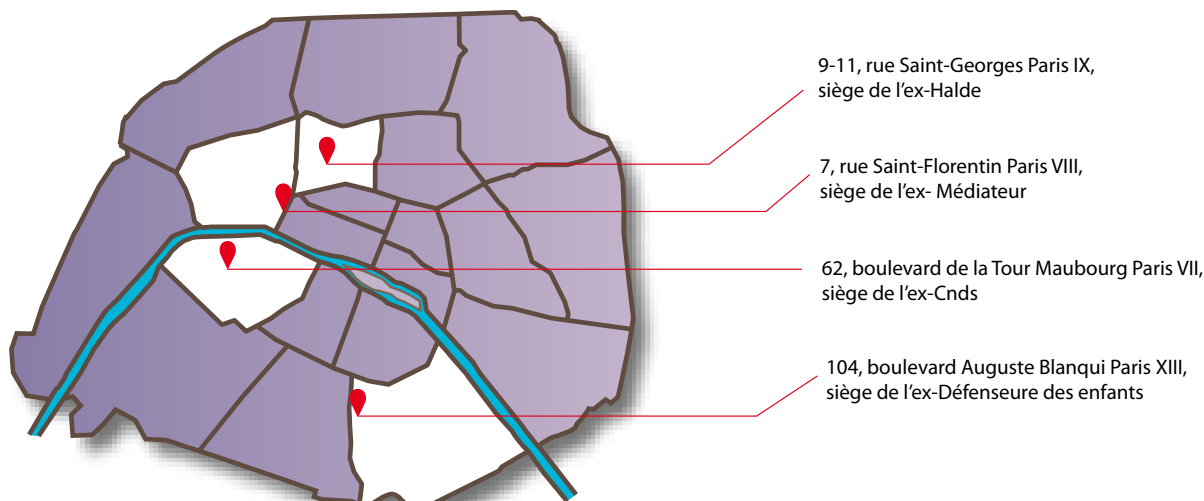 9-11, rue Saint-Georges Paris IX,
siège de l'ex-Halde
7, rue Saint-Florentin Paris VIII,
siège de l'ex- Médiateur
62, boulevard de la Tour Maubourg Paris VII,
siège de l'ex-Cnds
104, boulevard Auguste Blanqui Paris XIII,
siège de l'ex-Défenseure des enfants